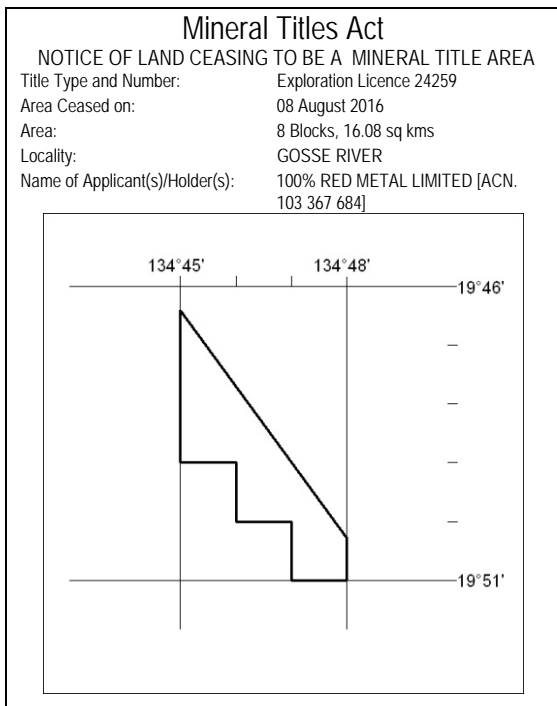 Mineral Titles Act
NOTICE OF LAND CEASING TO BE A MINERAL TITLE AREA
Title Type and Number: Exploration Licence 24259
Area Ceased on: 08 August 2016
Area: 8 Blocks, 16.08 sq kms
Locality: GOSSE RIVER
Name of Applicant(s)/Holder(s): 100% RED METAL LIMITED [ACN.
103 367 684]
134°45' 134°48'
19°46'
19°51'